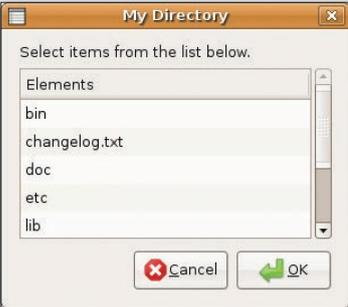 My Directory
Select items from the list below.
Elements
bin
changelog.txt
doc
etc
lib
Cancel OK